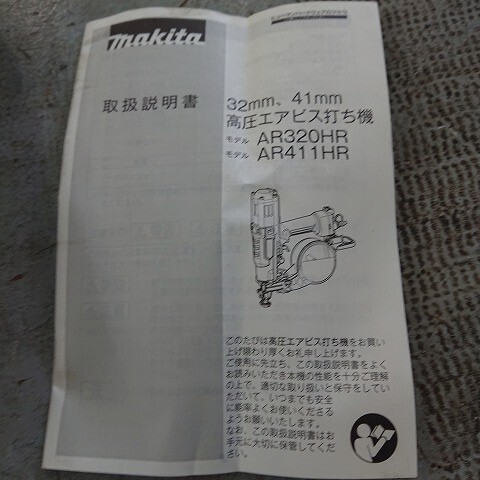 makita
取扱説明書
32mm、41mm
高圧エアビス打ち機
モデル AR320HR
モデル AR411HR
このたびは高圧エアビス打ち機をお買い
上げ賜わり厚くお礼申し上げます。
ご使用に先立ち、この取扱説明書をよく
お読みいただき本機の性能を十分ご理解
の上で、適切な取り扱いと保守をしてい
ただいて、いつまでも安全
に能率よくお使いくださる
ようお願いいたします。
なお、この取扱説明書はお
手元に大切に保管してくださ
い。